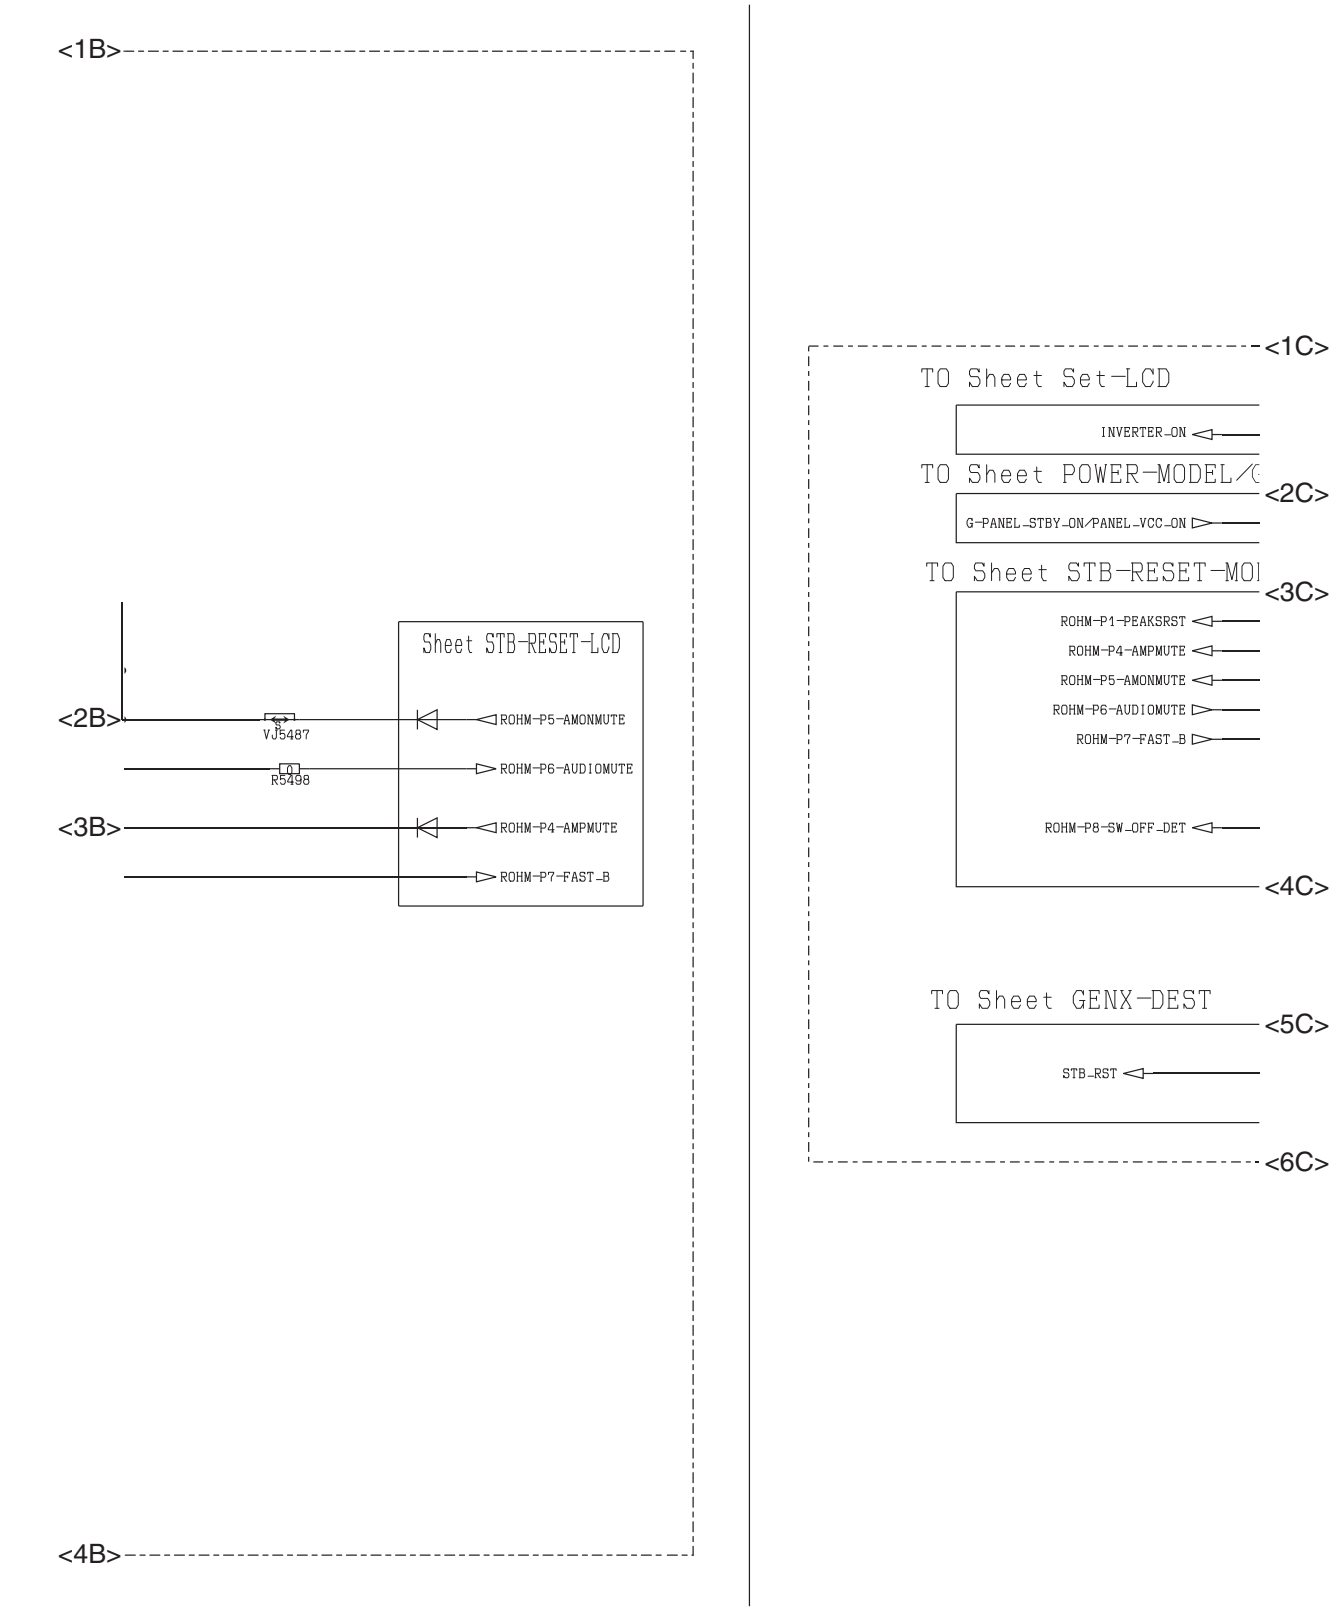 <1B>
Sheet STB-RESET-LCD
<2B>
S
VJ5487
ROHM-P5-AMONMUTE
0
R5498
ROHM-P6-AUDIOMUTE
<3B>
ROHM-P4-AMPMUTE
ROHM-P7-FAST_B
<4B>
<1C>
TO Sheet Set-LCD
INVERTER_ON
TO Sheet POWER-MODEL/G
<2C>
G-PANEL_STBY_ON/PANEL_VCC_ON
TO Sheet STB-RESET-MO
<3C>
ROHM-P1-PEAKSRST
ROHM-P4-AMPMUTE
ROHM-P5-AMONMUTE
ROHM-P6-AUDIOMUTE
ROHM-P7-FAST_B
ROHM-P8-SW_OFF_DET
<4C>
TO Sheet GENX-DEST
<5C>
STB_RST
<6C>